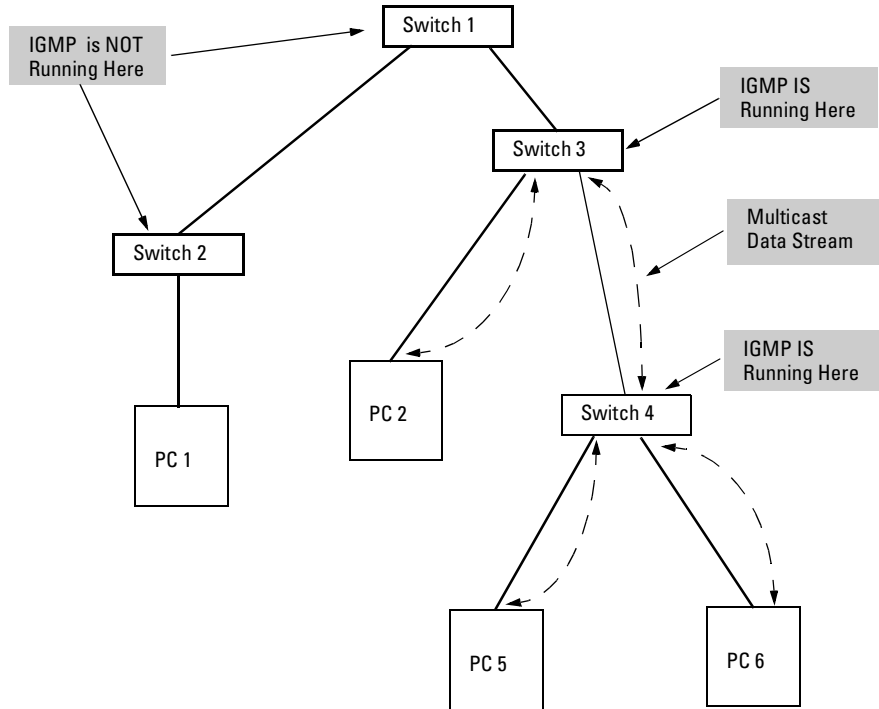 Switch 1
IGMP is NOT
Running Here
IGMP IS
Running Here
Switch 3
Multicast
Data Stream
Switch 2
IGMP IS
Running Here
PC 2
Switch 4
PC 1
PC 5
PC 6